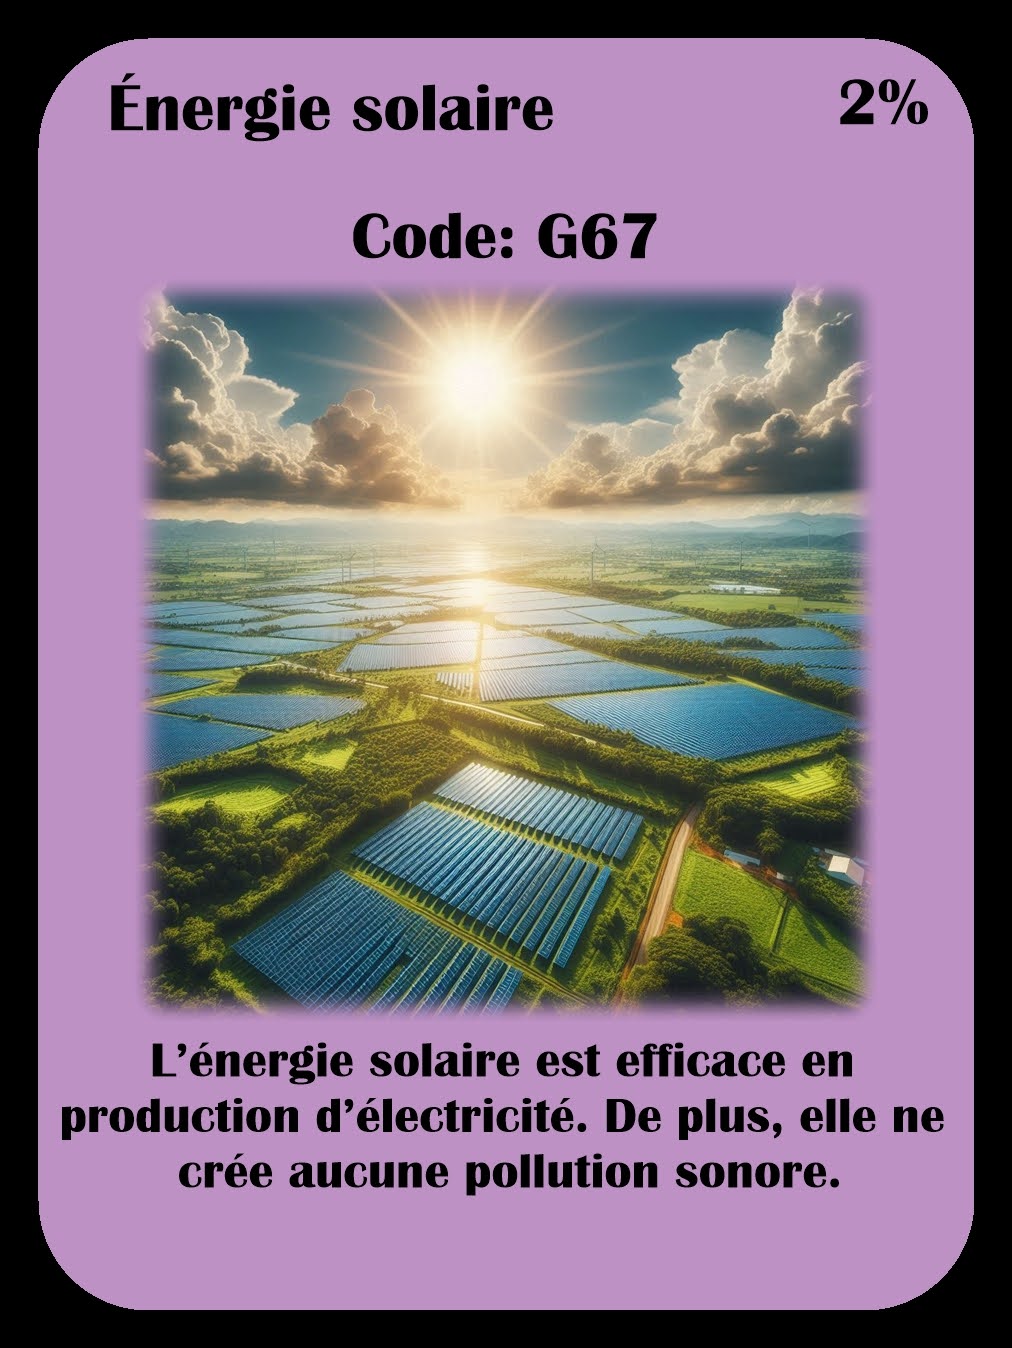 Énergie solaire
2%
Code: G67
L’énergie solaire est efficace en
production d’électricité. De plus, elle ne
crée aucune pollution sonore.